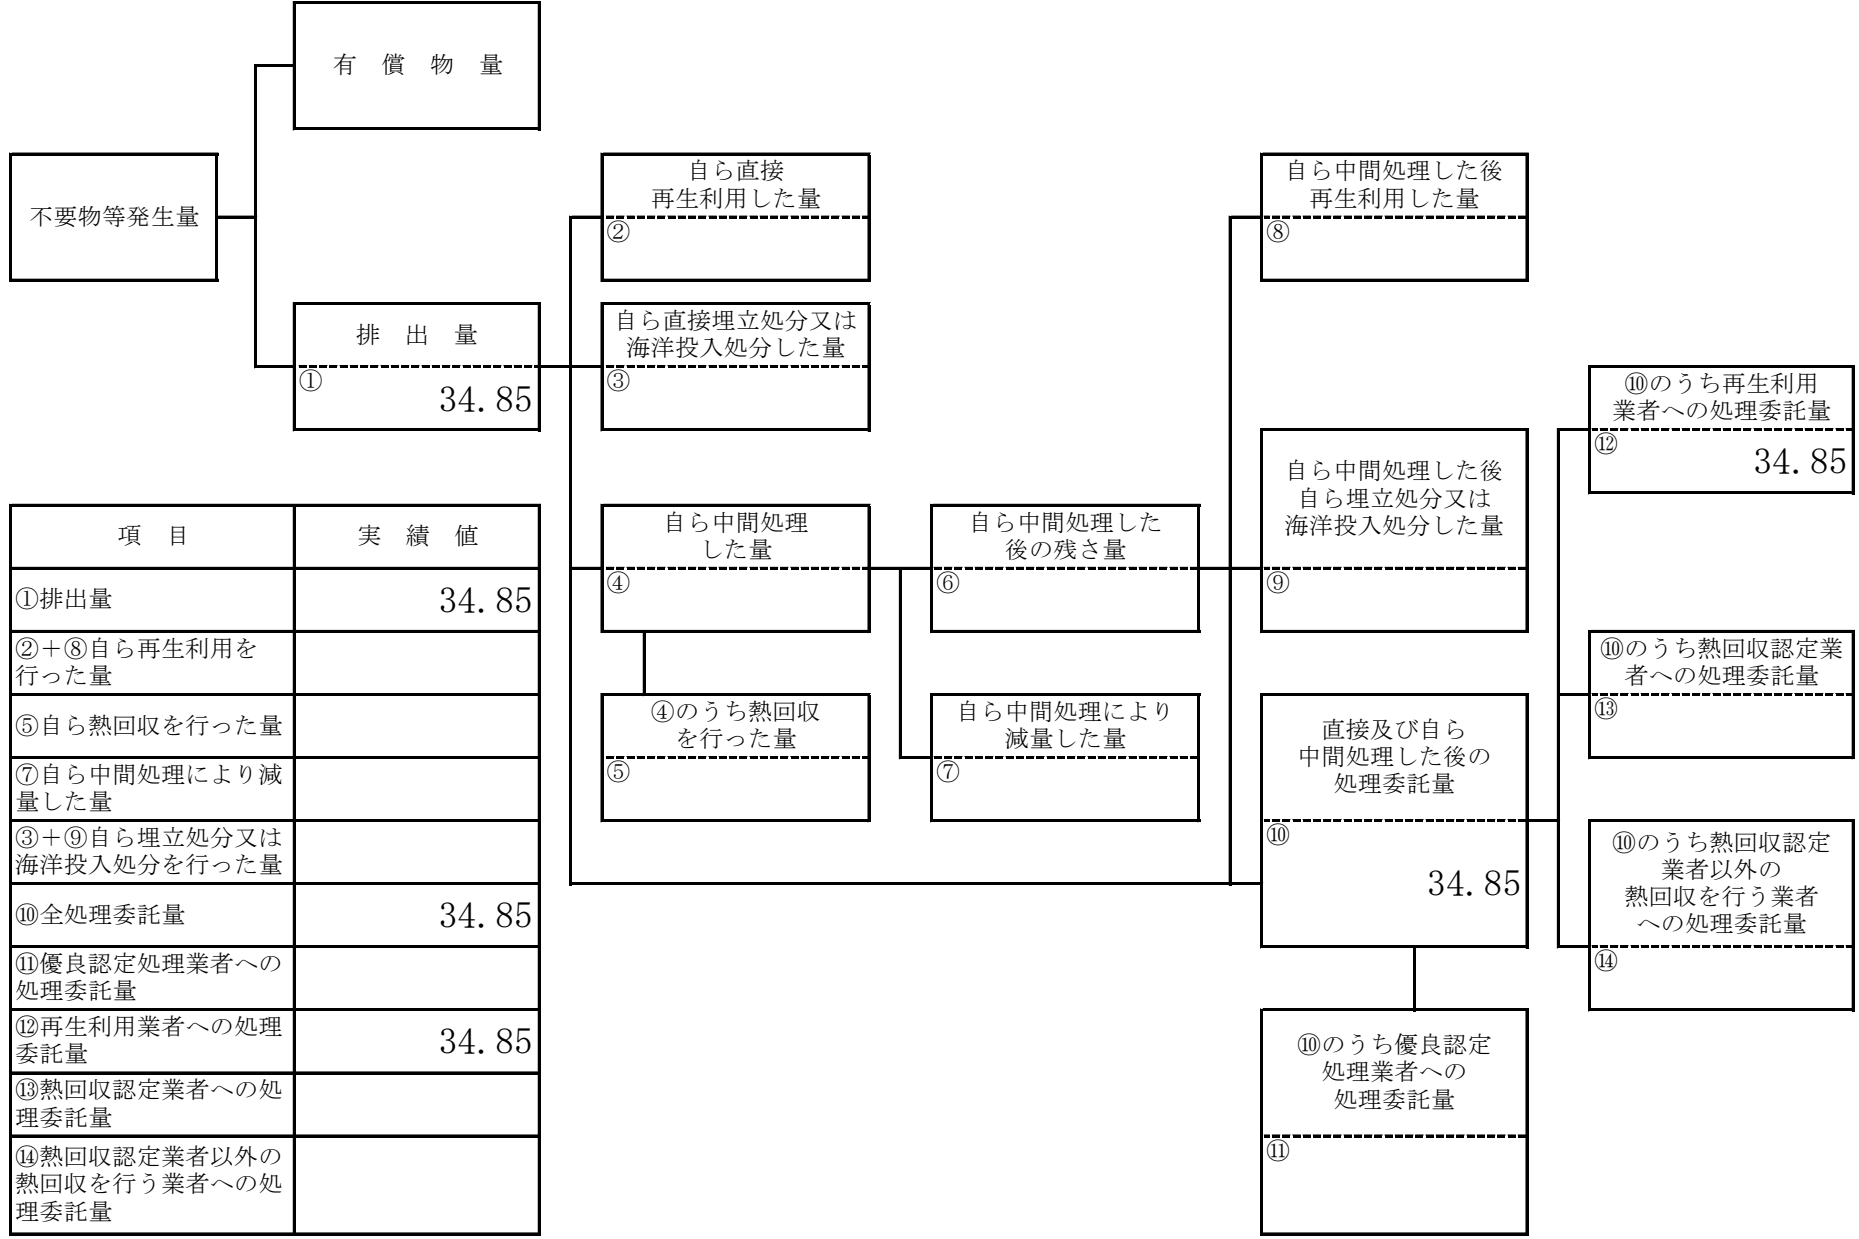 有 償 物 量
不要物等発生量
排 出 量
①
34.85
自ら直接
再生利用した量
②
自ら直接埋立処分又は
海洋投入処分した量
③
自ら中間処理
した量
④
④のうち熱回収
を行った量
⑤
自ら中間処理した
後の残さ量
⑥
自ら中間処理により
減量した量
⑦
自ら中間処理した後
再生利用した量
⑧
自ら中間処理した後
自ら埋立処分又は
海洋投入処分した量
⑨
直接及び自ら
中間処理した後の
処理委託量
⑩
34.85
⑩のうち優良認定
処理業者への
処理委託量
⑪
⑩のうち再生利用
業者への処理委託量
⑫
34.85
⑩のうち熱回収認定業
者への処理委託量
⑬
⑩のうち熱回収認定
業者以外の
熱回収を行う業者
への処理委託量
⑭
項 目
実 績 値
①排出量
34.85
②＋⑧自ら再生利用を
行った量
⑤自ら熱回収を行った量
⑦自ら中間処理により減
量した量
③＋⑨自ら埋立処分又は
海洋投入処分を行った量
⑩全処理委託量
34.85
⑪優良認定処理業者への
処理委託量
⑫再生利用業者への処理
委託量
34.85
⑬熱回収認定業者への処
理委託量
⑭熱回収認定業者以外の
熱回収を行う業者への処
理委託量